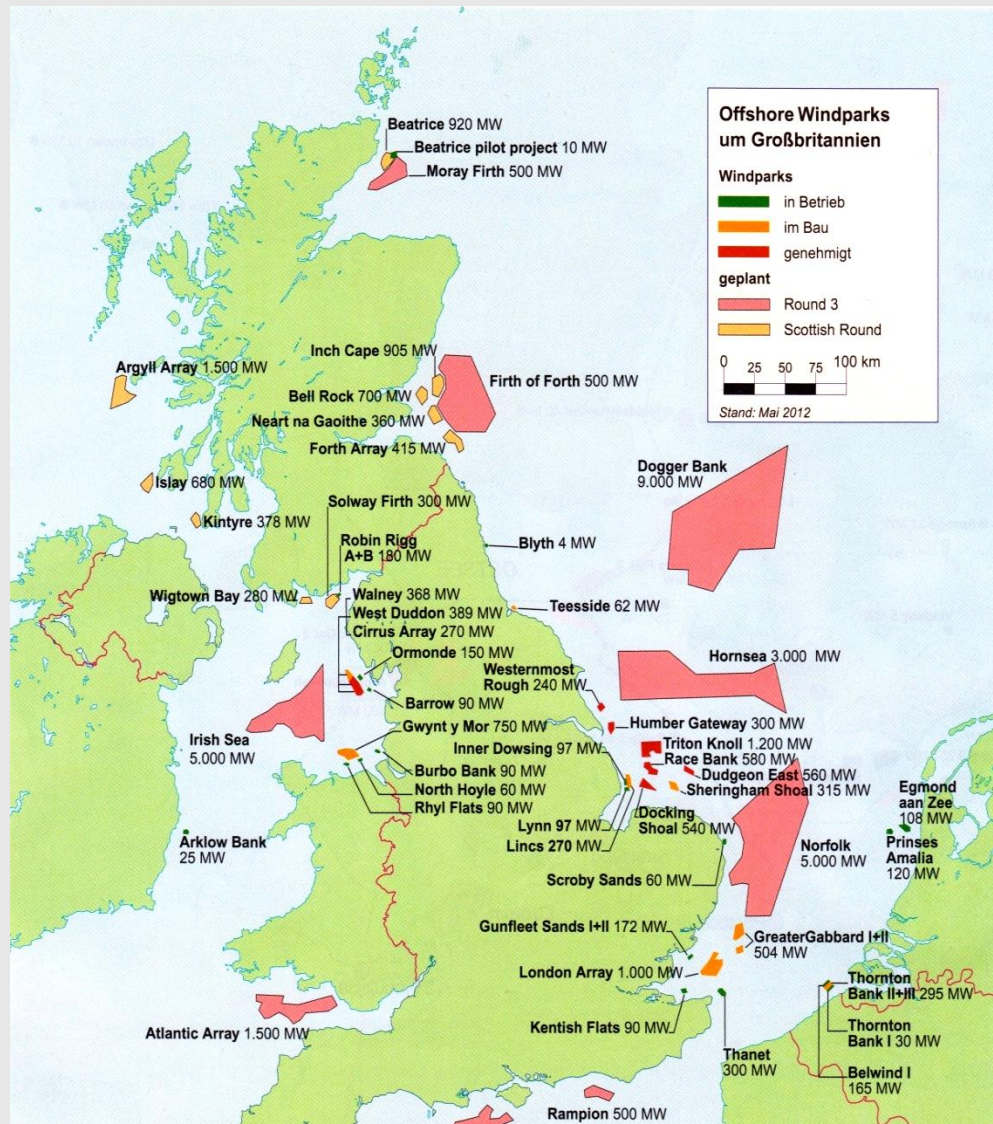 Offshore Windparks
um Großbritannien
Windparks
in Betrieb
im Bau
genehmigt
geplant
Round 3
Scottish Round
0 25 50 75 100 km
Stand: Mai 2012
Beatrice 920 MW
Beatrice pilot project 10 MW
Moray Firth 500 MW
Inch Cape 905 MW
Argyll Array 1.500 MW
Bell Rock 700 MW
Firth of Forth 500 MW
Neart na Gaoithe 360 MW
Forth Array 415 MW
Dogger Bank
9.000 MW
Islay 680 MW
Solway Firth 300 MW
Kintyre 378 MW
Robin Rigg
A+B 180 MW
Blyth 4 MW
Wigtown Bay 280 MW
Walney 368 MW
West Duddon 389 MW
Cirrus Array 270 MW
Teesside 62 MW
Ormonde 150 MW
Hornsea 3.000 MW
Westernmost
Rough 240 MW
Barrow 90 MW
Gwynt y Mor 750 MW
Humber Gateway 300 MW
Irish Sea
5.000 MW
Inner Dowsing 97 MW
Triton Knoll 1.200 MW
Race Bank
580 MW
Burbo Bank 90 MW
Dudgeon East 560 MW
North Hoyle 60 MW
Sheringham Shoal 315 MW
Rhyl Flats 90 MW
Egmond
aan Zee
108 MW
Lynn 97 MW
Docking
Shoal 540 MW
Lincs 270 MW
Arklow Bank
25 MW
Norfolk
5.000 MW
Prinses
Amalia
120 MW
Scroby Sands 60 MW
Gunfleet Sands I+II 172 MW
GreaterGabbard I+II
504 MW
London Array 1.000 MW
Thornton
Bank II+III 295 MW
Atlantic Array 1.500 MW
Kentish Flats 90 MW
Thornton
Bank I 30 MW
Thanet
300 MW
Belwind I
165 MW
Rampion 500 MW